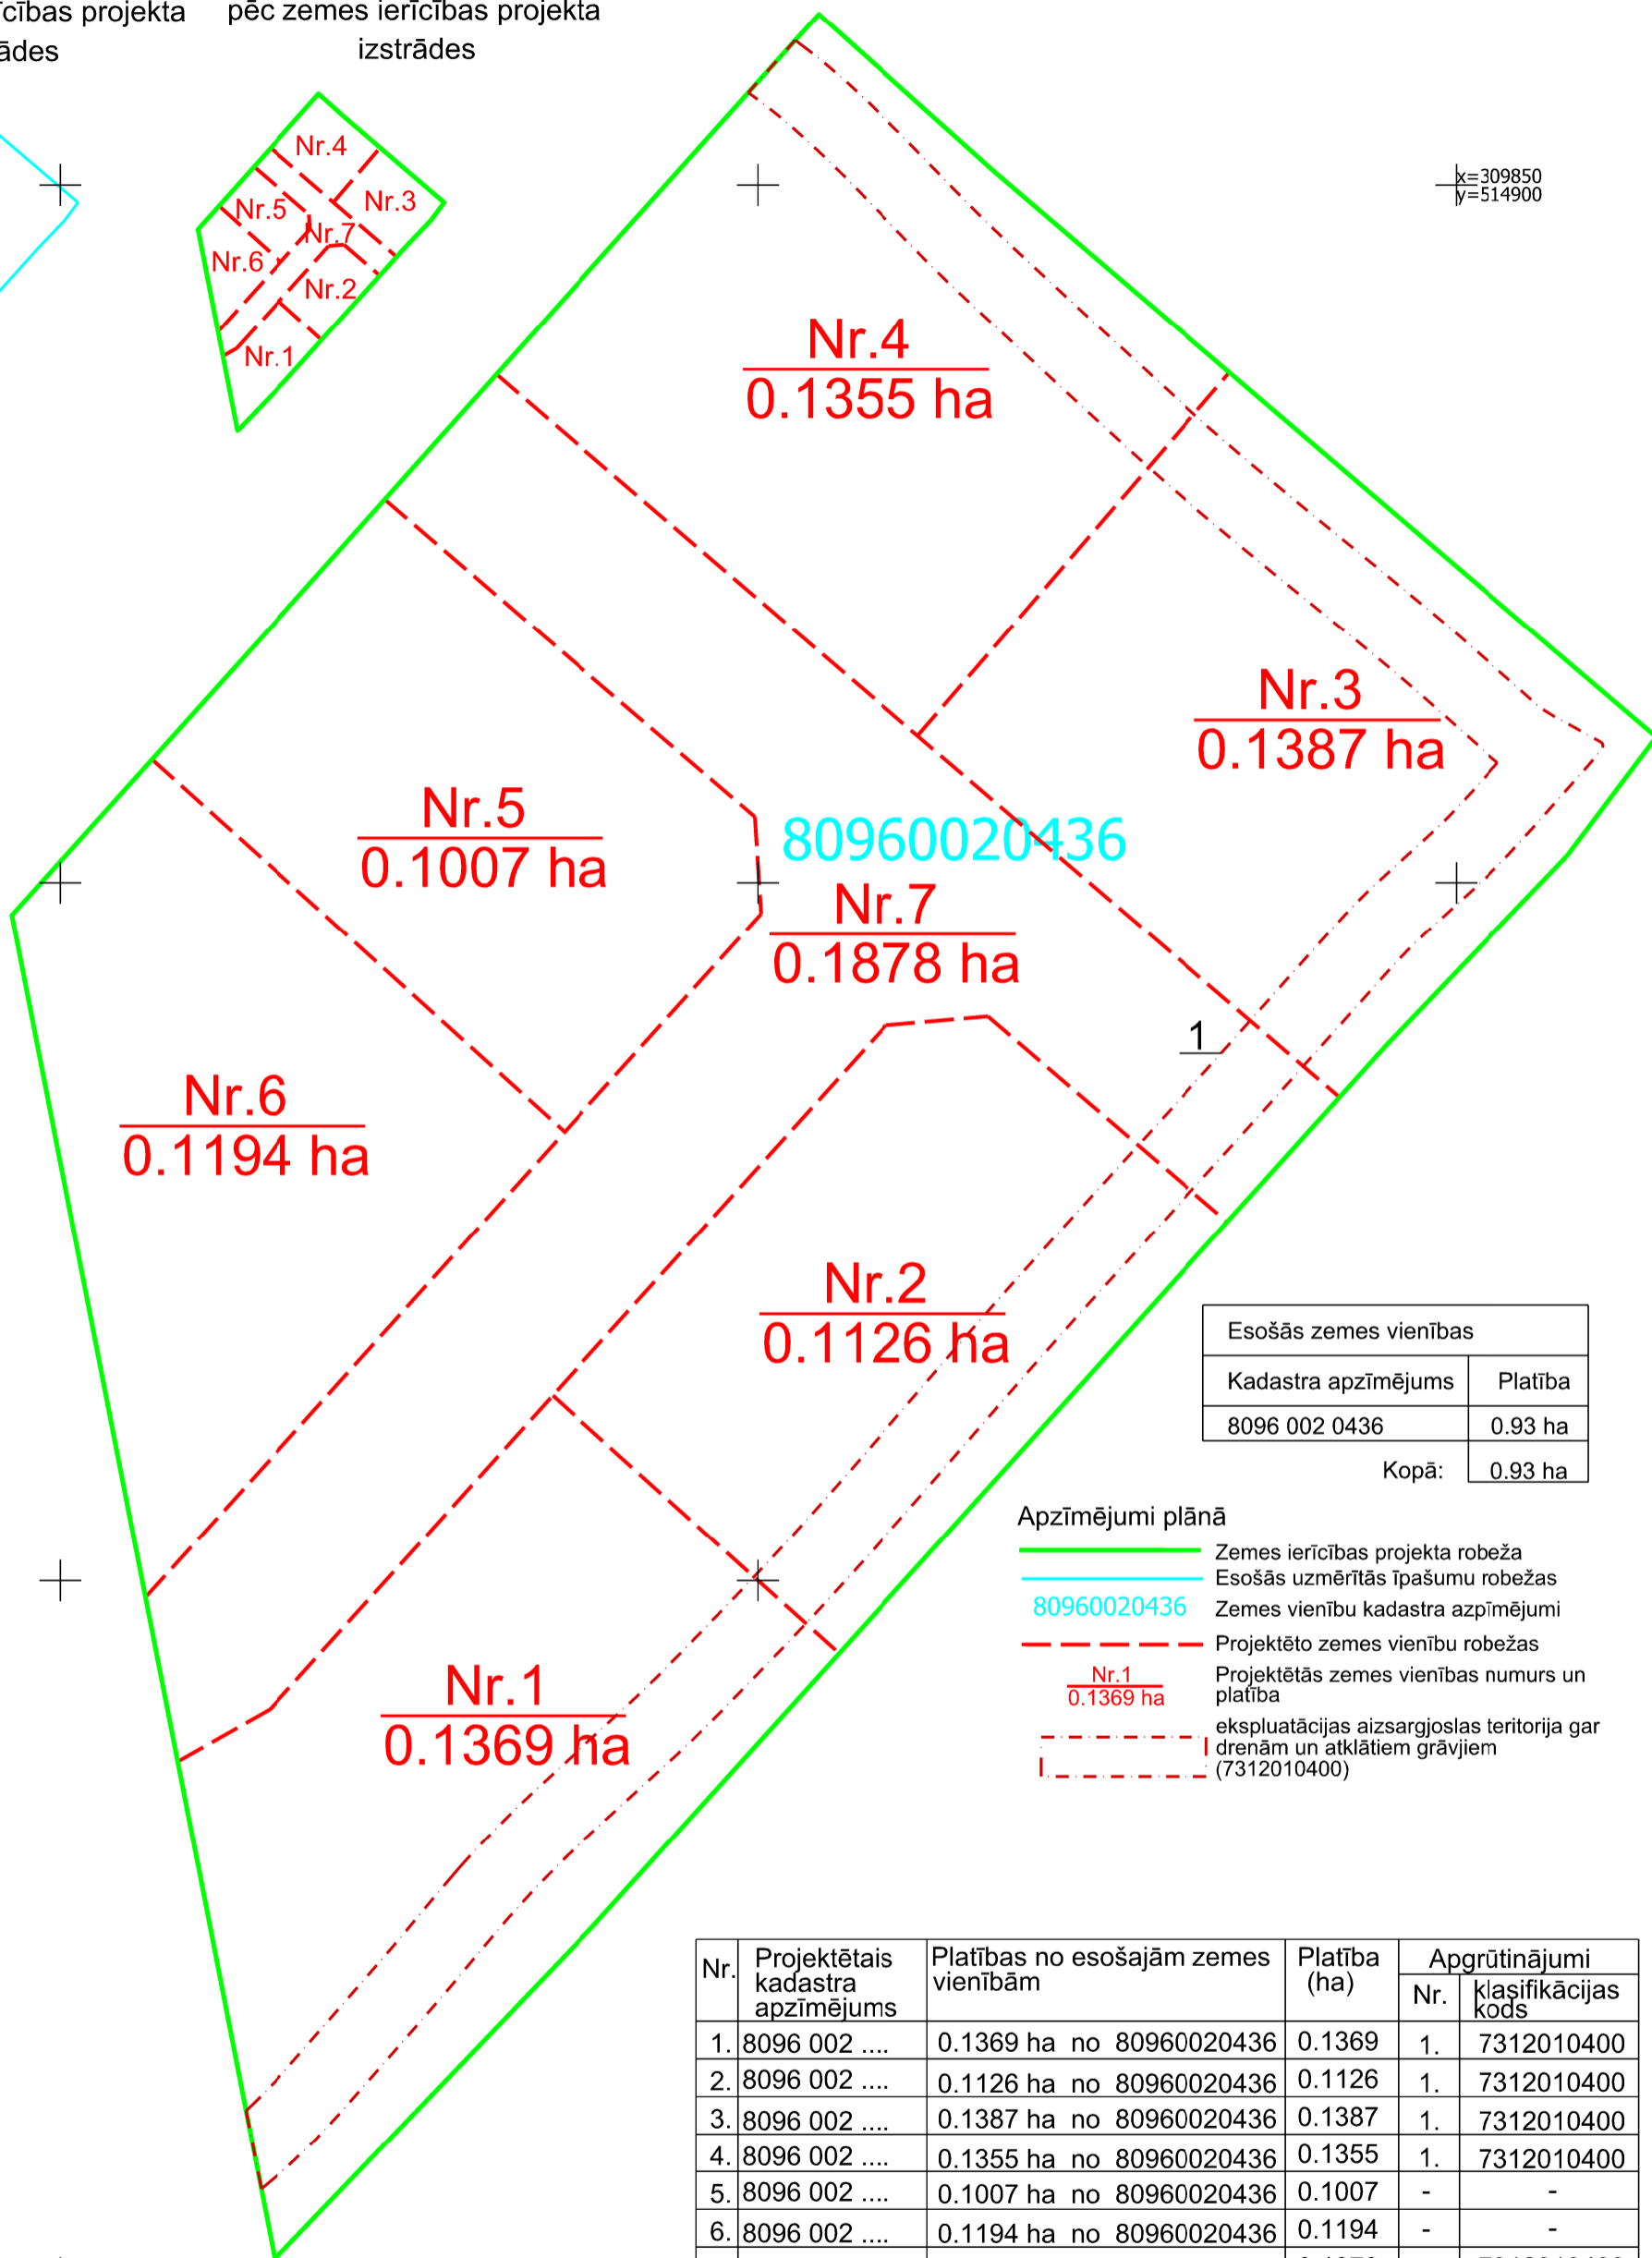 pēc zemes ierīcības projekta
izstrādes
projekta
Nr.4
Nr.3
Nr.5
Nr.7
Nr.6
Nr.2
Nr.1
x=309850
y=514900
Nr.4
0.1355 ha
Nr.3
0.1387 ha
Nr.5
0.1007 ha
80960020436
Nr.7
0.1878 ha
1
Nr.6
0.1194 ha
Nr.2
0.1126 ha
Nr.1
0.1369 ha
Esošās zemes vienības
Kadastra apzīmējums Platība
8096 002 0436 0.93 ha
Kopā: 0.93 ha
Apzīmējumi plānā
Zemes ierīcības projekta robeža
Esošās uzmērītās īpašumu robežas
80960020436 Zemes vienību kadastra azpīmējumi
Projektēto zemes vienību robežas
Nr.1
0.1369 ha
Projektētās zemes vienības numurs un
platība
ekspluatācijas aizsargjoslas teritorija gar
drenām un atklātiem grāvjiem
(7312010400)
Nr.
Projektētais
kadastra
apzīmējums
Platības no esošajām zemes
vienībām
Platība
(ha)
Apgrūtinājumi
Nr.
klasifikācijas
kods
1. 8096 002 .... 0.1369 ha no 80960020436 0.1369 1. 7312010400
2. 8096 002 .... 0.1126 ha no 80960020436 0.1126 1. 7312010400
3. 8096 002 .... 0.1387 ha no 80960020436 0.1387 1. 7312010400
4. 8096 002 .... 0.1355 ha no 80960020436 0.1355 1. 7312010400
5. 8096 002 .... 0.1007 ha no 80960020436 0.1007 - -
6. 8096 002 .... 0.1194 ha no 80960020436 0.1194 - -